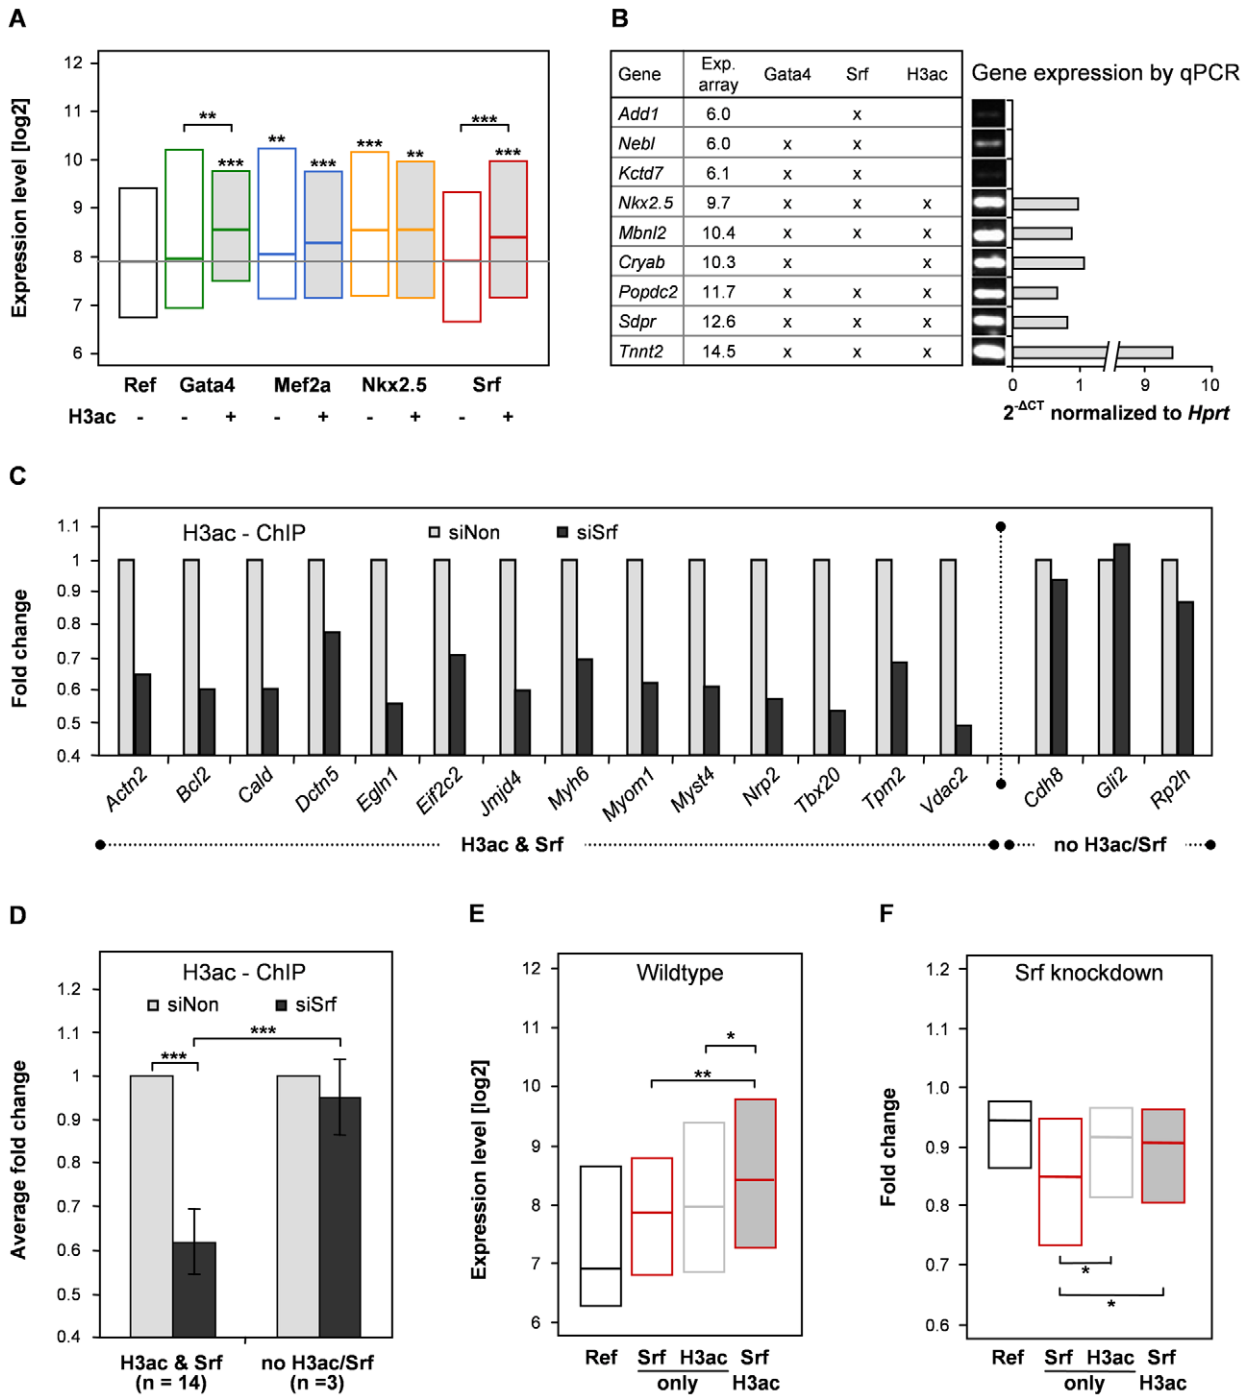 A
Expression level [log2]
12
11
10
9
8
7
6
** *** ** *** *** ** *** ***
Ref Gata4 Mef2a Nkx2.5 Srf
H3ac - - + - + - + - +
B
Gene Exp. array Gata4 Srf H3ac
Gene expression by qPCR
Add1 6.0 x
Nebl 6.0 x x
Kctd7 6.1 x x
Nkx2.5 9.7 x x x
Mbnl2 10.4 x x x
Cryab 10.3 x x
Popdc2 11.7 x x x
Sdpr 12.6 x x x
Tnnt2 14.5 x x x
0 1 9 10
2-ΔCT normalized to Hprt
C
Fold change
H3ac - ChIP siNon siSrf
1.1
1
0.9
0.8
0.7
0.6
0.5
0.4
Actn2 Bcl2 Cald Dctn5 Egln1 Eif2c2 Jmjd4 Myh6 Myom1 Myst4 Nrp2 Tbx20 Tpm2 Vdac2 Cdh8 Gli2 Rp2h
H3ac & Srf no H3ac/Srf
D
Average fold change
H3ac - ChIP
siNon siSrf
1.2
1.1
1
0.9
0.8
0.7
0.6
0.5
0.4
*** ***
H3ac & Srf no H3ac/Srf
(n = 14) (n =3)
E
Expression level [log2]
Wildtype
12
11
10
9
8
7
6
*
**
Ref Srf H3ac Srf
only H3ac
F
Fold change
Srf knockdown
1.2
1.1
1.0
0.9
0.8
0.7
0.6
*
*
Ref Srf H3ac Srf
only H3ac